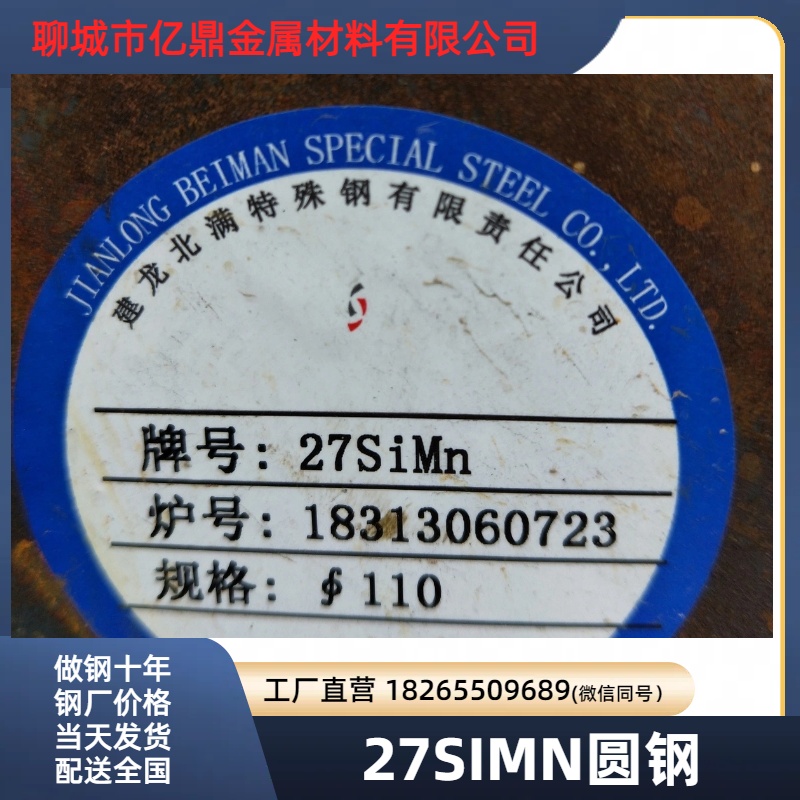 聊城市亿鼎金属材料有限公司
JIANLONG BEIMAN SPECIAL STEEL CO., LTD.
建龙北满特殊钢有限责任公司
牌号: 27SiMn
炉号: 18313060723
规格: ∮110
做钢十年
钢厂价格
当天发货
配送全国
工厂直营 18265509689(微信同号)
27SIMN圆钢